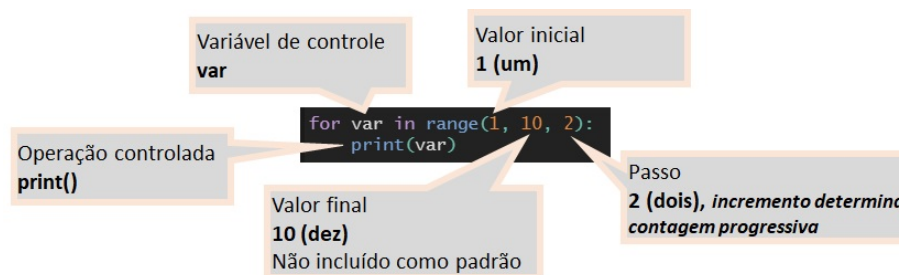 Variável de controle
var
Valor inicial
1 (um)
for var in range(1, 10, 2):
print(var)
Operação controlada
print()
Valor final
10 (dez)
Não incluído como padrão
Passo
2 (dois), incremento determina
contagem progressiva